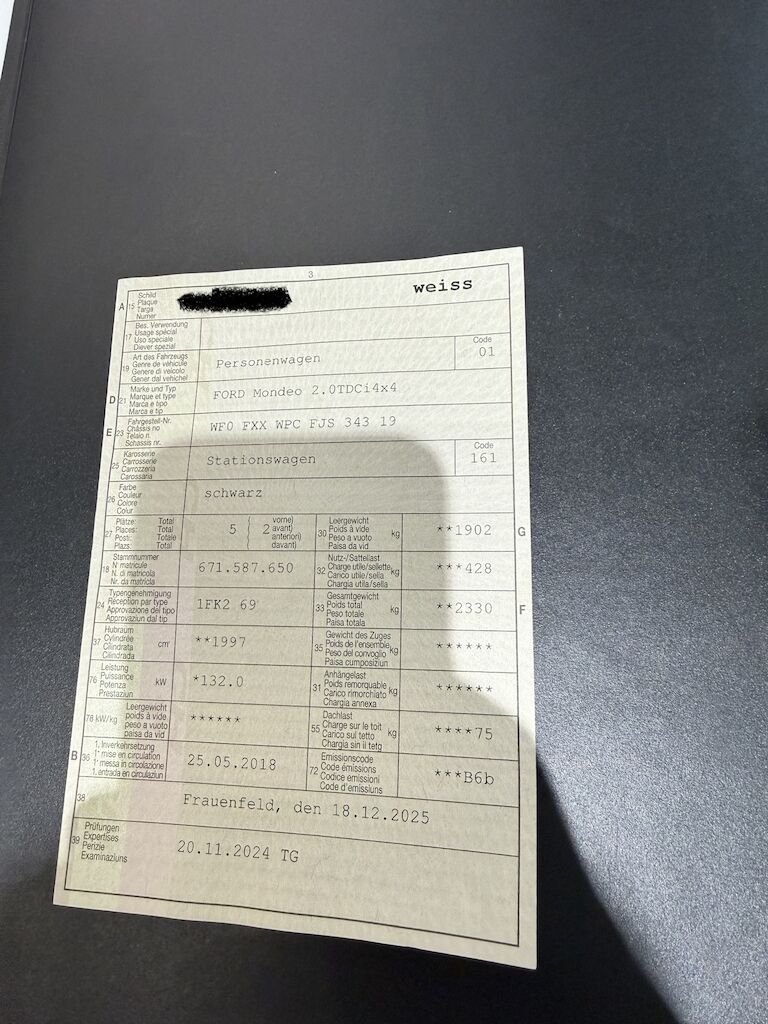 3
A 15 Schild
Plaque
Targa
Numer
weiss
17 Bes. Verwendung
Usage spécial
Uso speciale
Diever spezial
19 Art des Fahrzeugs
Genre de véhicule
Genere di veicolo
Gener dal vehichel
Personenwagen
Code
01
D 21 Marke und Typ
Marque et type
Marca e tipo
Marca e tip
FORD Mondeo 2.0TDCi4x4
E 23 Fahrgestell-Nr.
Châssis no
Telaio n.
Schassis nr.
WF0 FXX WPC FJS 343 19
25 Karosserie
Carrosserie
Carrozzeria
Carossaria
Stationswagen
Code
161
26 Farbe
Couleur
Colore
Colur
schwarz
27 Plätze: Total
Places: Total
Posti: Totale
Plazs: Total
5 ( 2 vorne)
avant)
anteriori)
davant)
30 Leergewicht
Poids à vide
Peso a vuoto
Paisa da vid
kg
**1902
G
18 Stammnummer
N° matricule
N. di matricola
Nr. da matricla
671.587.650
32 Nutz-/Sattellast
Charge utile/sellette
Carico utile/sella
Chargia utila/sella
kg
***428
24 Typengenehmigung
Réception par type
Approvazione del tipo
Approvaziun dal tip
1FK2 69
33 Gesamtgewicht
Poids total
Peso totale
Paisa totala
kg
**2330
F
37 Hubraum
Cylindrée
Cilindrata
Cilindrada
cm³
**1997
35 Gewicht des Zuges
Poids de l'ensemble
Peso del convoglio
Paisa cumposiziun
kg
******
76 Leistung
Puissance
Potenza
Prestaziun
kW
*132.0
31 Anhängelast
Poids remorquable
Carico rimorchiato
Chargia annexa
kg
******
78 kW/kg Leergewicht
poids à vide
peso a vuoto
paisa da vid
******
55 Dachlast
Charge sur le toit
Carico sul tetto
Chargia sin il tetg
kg
****75
B 36 1. Inverkehrsetzung
1re mise en circulation
1a messa in circolazione
1. entrada en circulaziun
25.05.2018
72 Emissionscode
Code émissions
Codice emissioni
Code d'emissiuns
***B6b
38 Frauenfeld, den 18.12.2025
39 Prüfungen
Expertises
Perizie
Examinaziuns
20.11.2024 TG